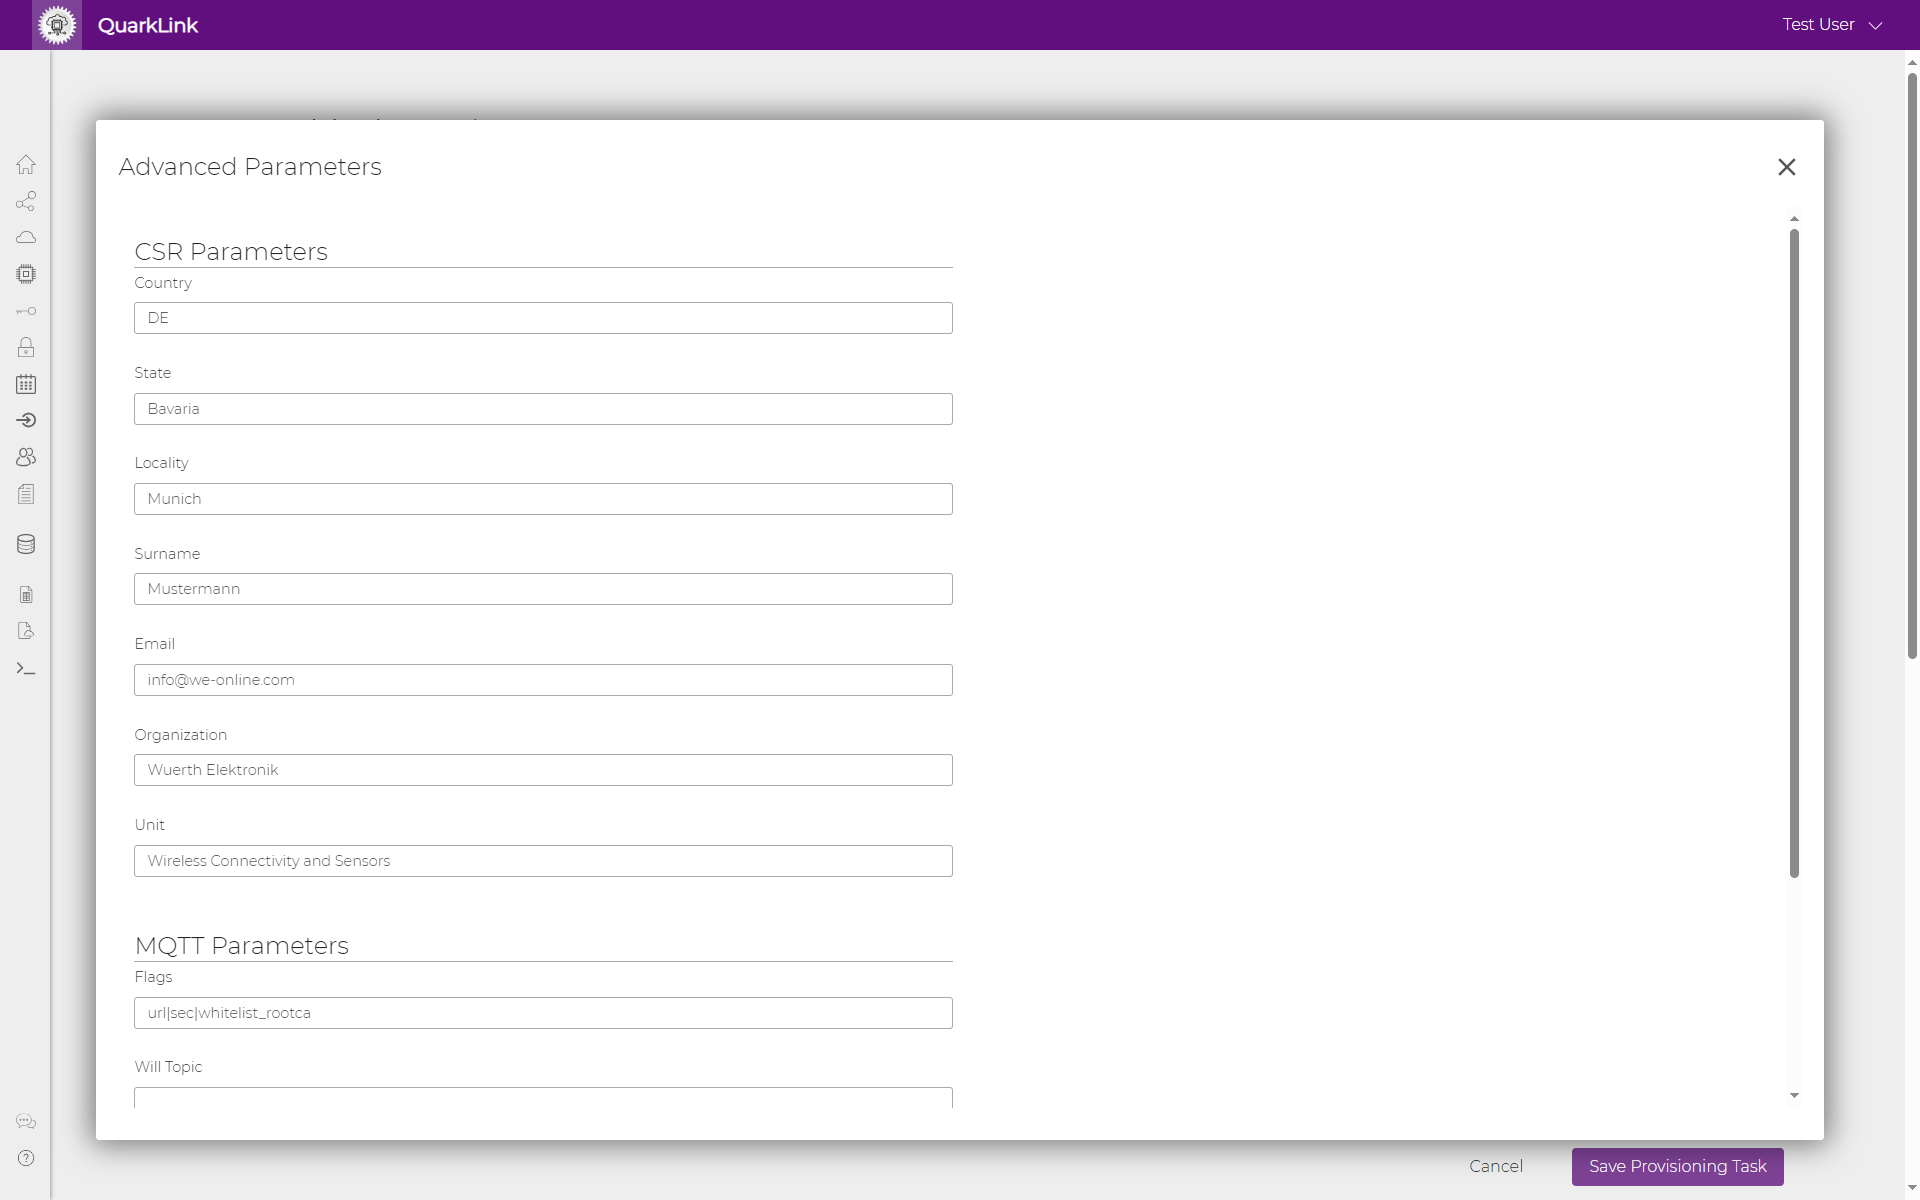 QuarkLink
Test User
Advanced Parameters
CSR Parameters
Country
DE
State
Bavaria
Locality
Munich
Surname
Mustermann
Email
info@we-online.com
Organization
Wuerth Elektronik
Unit
Wireless Connectivity and Sensors
MQTT Parameters
Flags
url|sec|whitelist_rootca
Will Topic
Cancel
Save Provisioning Task